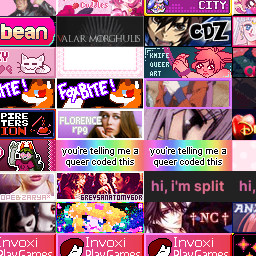 Cuddles
CITY
bean
VALAR MORGHULIS
CDZ
KNIFE
QUEER
ART
FOXBITE!
FOXBITE!
PIRE
TERS
ION
FLORENCE
rpg
you're telling me a
queer coded this
you're telling me a
queer coded this
hi, i'm split
hi,
GREYSANATOMYGDR
NC
Invoxi
PlayGames
Invoxi
PlayGames
Invoxi
PlayGames